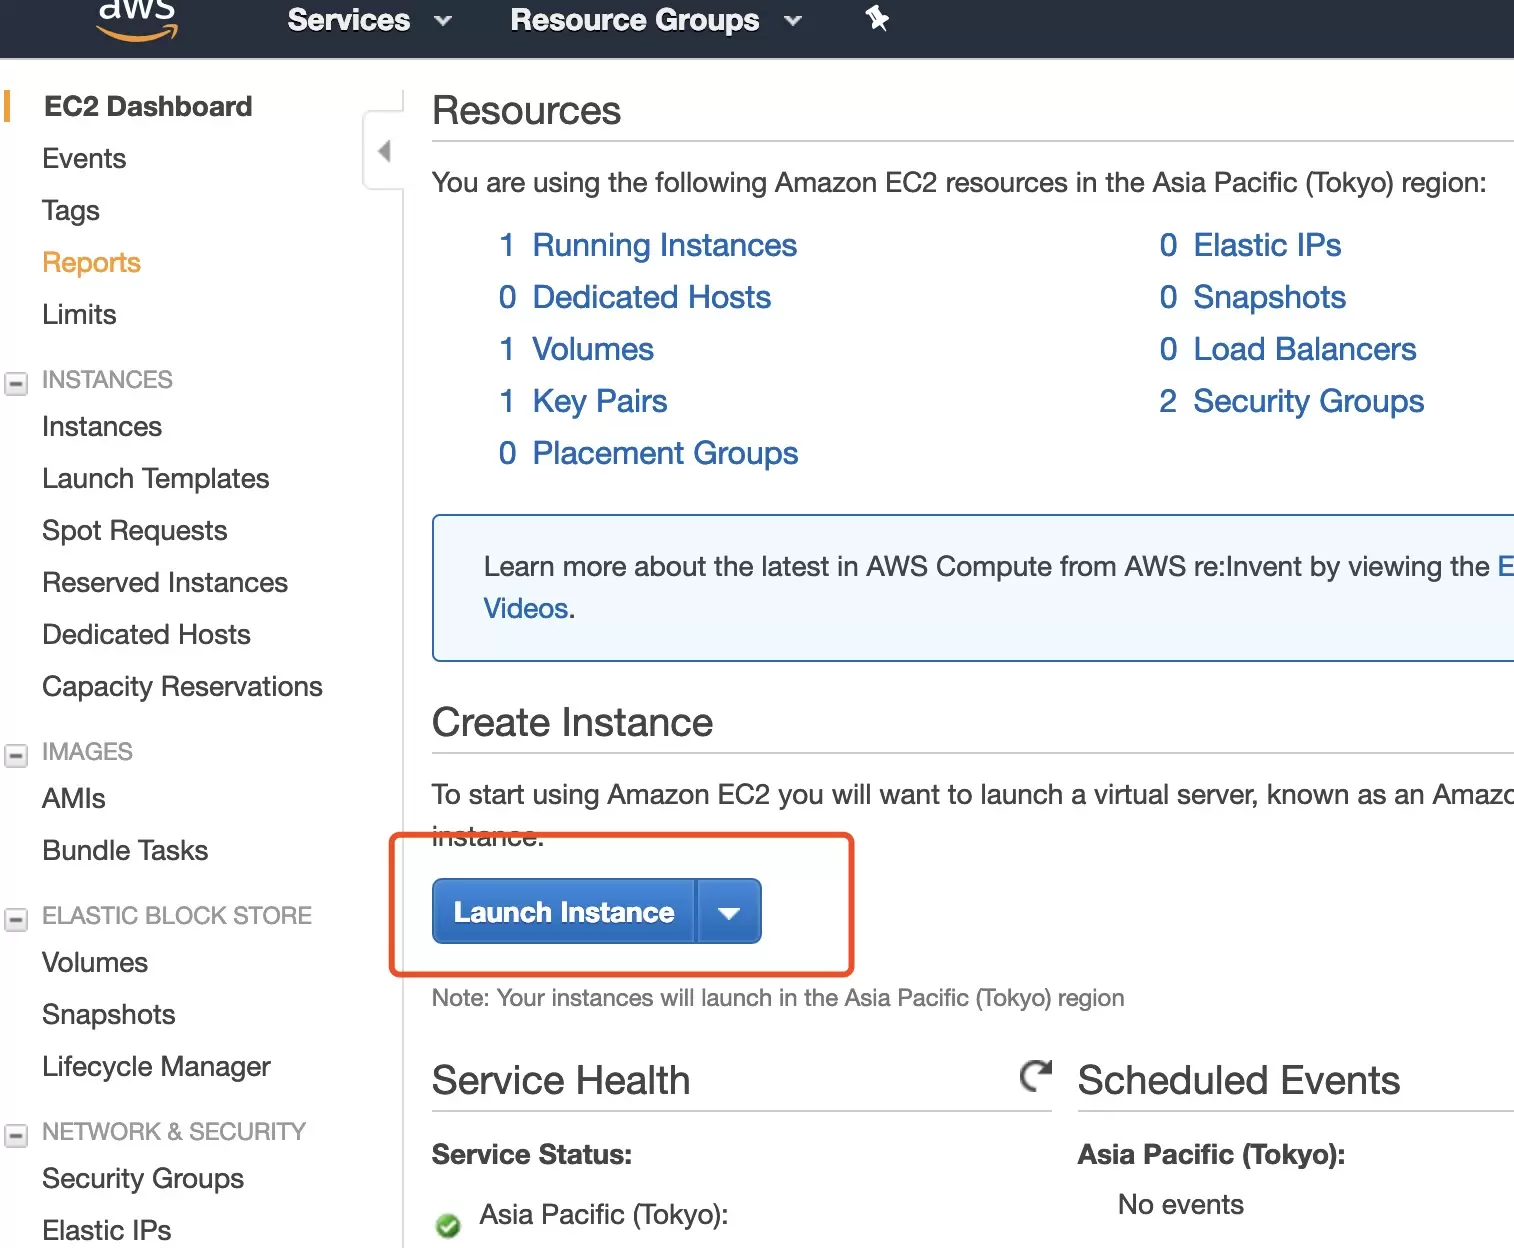 aws Services Resource Groups
EC2 Dashboard
Events
Tags
Reports
Limits
INSTANCES
Instances
Launch Templates
Spot Requests
Reserved Instances
Dedicated Hosts
Capacity Reservations
IMAGES
AMIs
Bundle Tasks
ELASTIC BLOCK STORE
Volumes
Snapshots
Lifecycle Manager
NETWORK & SECURITY
Security Groups
Elastic IPs
Resources
You are using the following Amazon EC2 resources in the Asia Pacific (Tokyo) region:
1 Running Instances
0 Dedicated Hosts
1 Volumes
1 Key Pairs
0 Placement Groups
0 Elastic IPs
0 Snapshots
0 Load Balancers
2 Security Groups
Learn more about the latest in AWS Compute from AWS re:Invent by viewing the E
Videos.
Create Instance
To start using Amazon EC2 you will want to launch a virtual server, known as an Amazo
instance.
Launch Instance
Note: Your instances will launch in the Asia Pacific (Tokyo) region
Service Health
Service Status:
Asia Pacific (Tokyo):
Scheduled Events
Asia Pacific (Tokyo):
No events